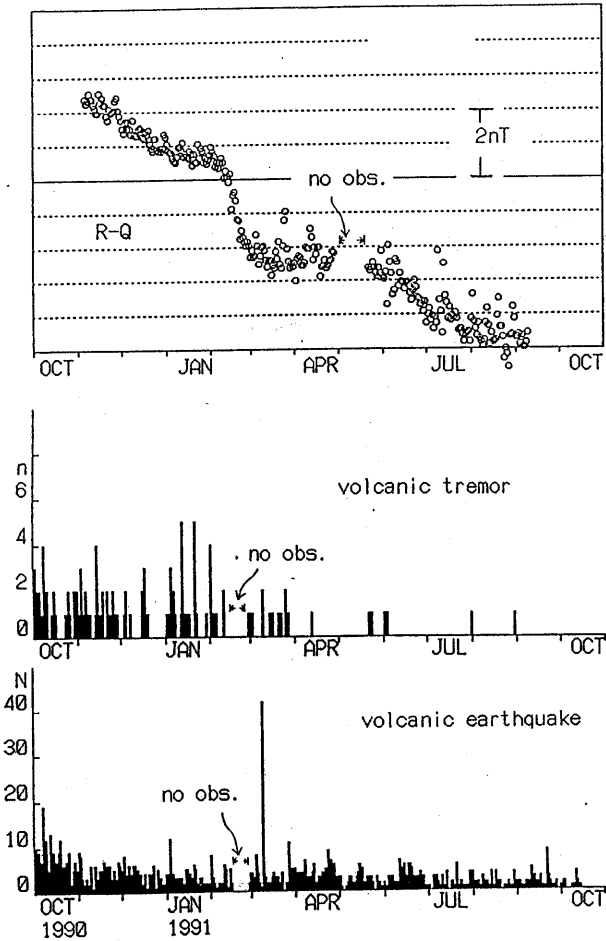 2nT
no obs.
R-Q
OCT JAN APR JUL OCT
n
6
volcanic tremor
4
no obs.
2
0
OCT JAN APR JUL OCT
N
40
volcanic earthquake
30
20
no obs.
10
0
OCT JAN APR JUL OCT
1990 1991